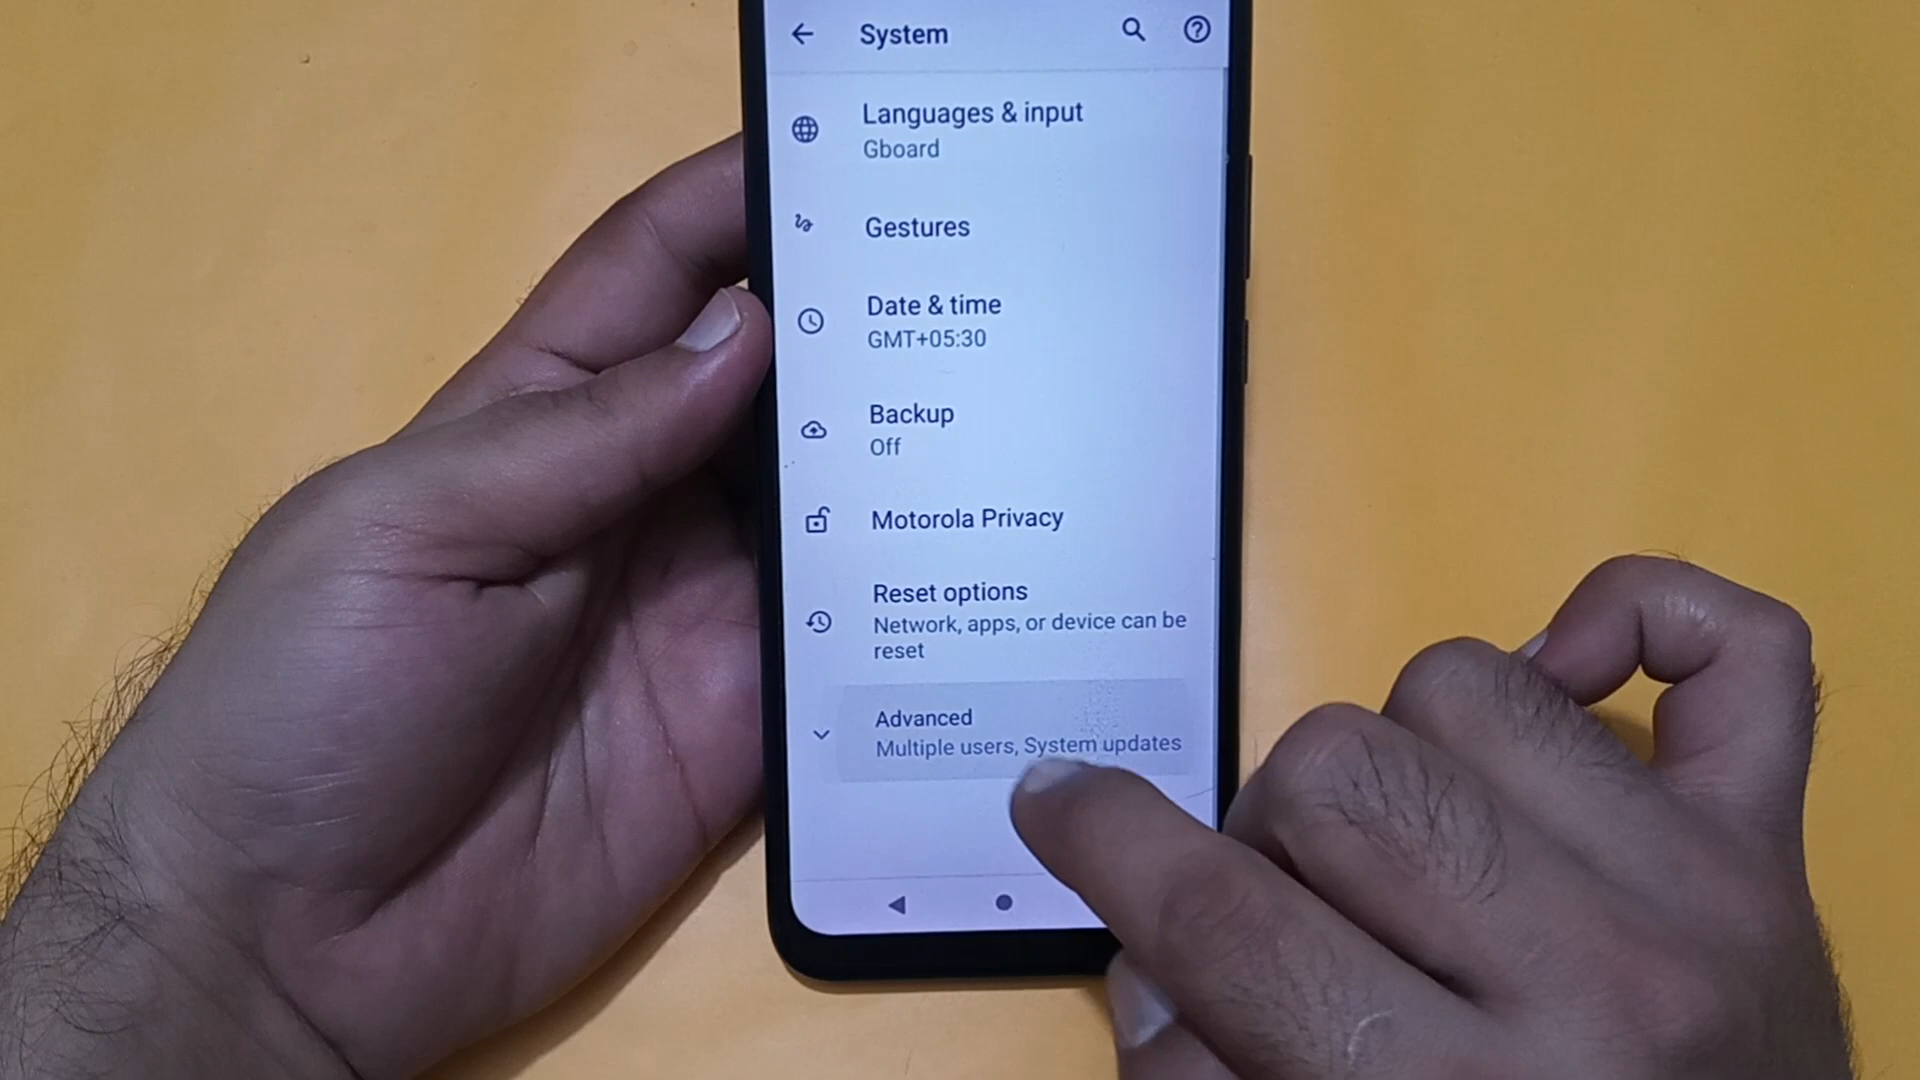 System
Languages & input
Gboard
Gestures
Date & time
GMT+05:30
Backup
Off
Motorola Privacy
Reset options
Network, apps, or device can be
reset
Advanced
Multiple users, System updates